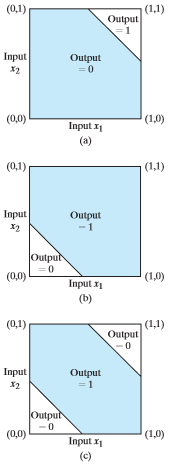 (0,1) (1,1)
Output
= 1
Input
x2
Output
= 0
(0,0) (1,0)
Input x1
(a)
(0,1) (1,1)
Input
x2
Output
– 1
Output
= 0
(0,0) (1,0)
Input x1
(b)
(0,1) (1,1)
Output
– 0
Input
x2
Output
= 1
Output
– 0
(0,0) (1,0)
Input x1
(c)